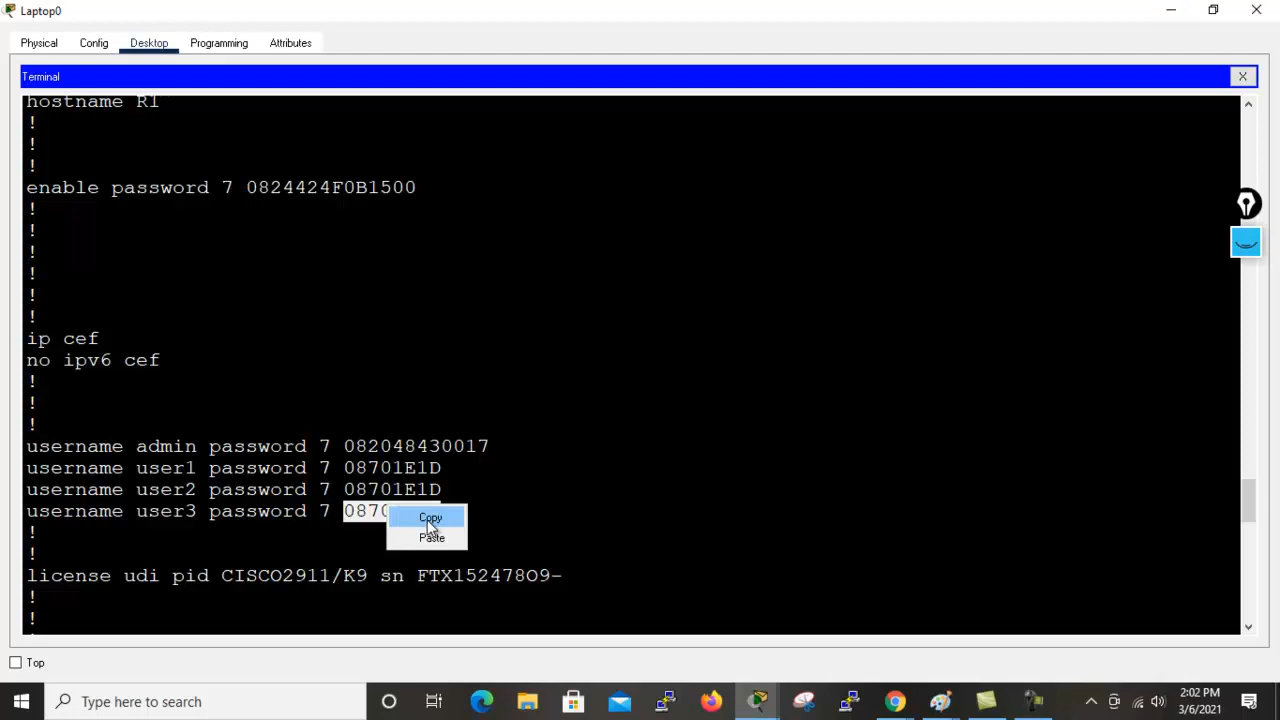 Laptop0
Physical Config Desktop Programming Attributes
Terminal X
hostname R1
!
!
!
enable password 7 0824424F0B1500
!
!
!
!
!
!
ip cef
no ipv6 cef
!
!
!
username admin password 7 082048430017
username user1 password 7 08701E1D
username user2 password 7 08701E1D
username user3 password 7 0870
Copy
Paste
!
!
license udi pid CISCO2911/K9 sn FTX152478O9-
!
!
Top
Type here to search
2:02 PM
3/6/2021